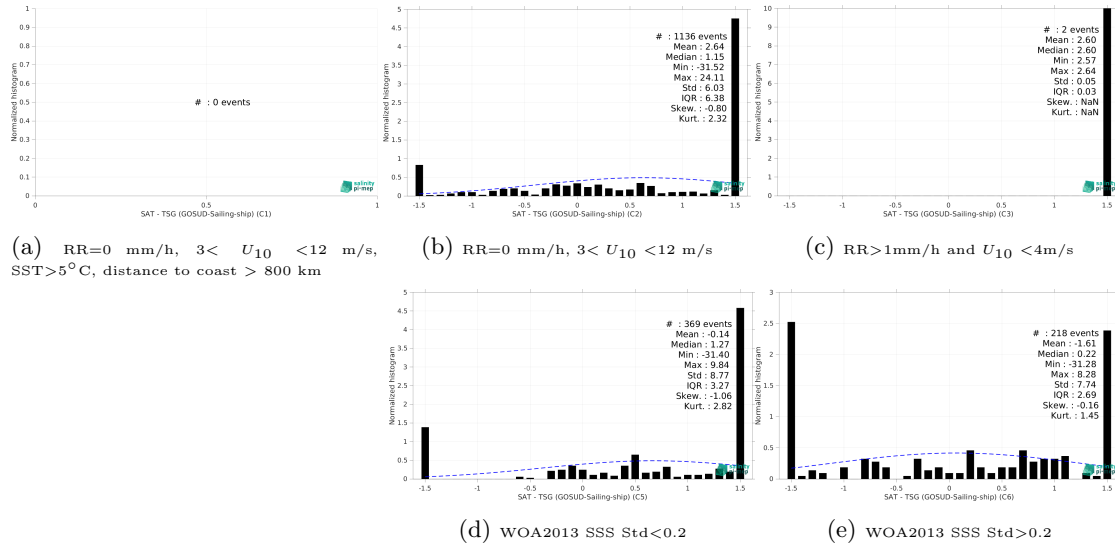 1
0.9
0.8
0.7
0.6
0.5
0.4
0.3
0.2
0.1
0
Normalized histogram
# : 0 events
salinity
pi-mep
0
0.5
1
SAT - TSG (GOSUD-Sailing-ship) (C1)
(a) RR=0 mm/h, 3< U10 <12 m/s,
SST>5°C, distance to coast > 800 km
5
4.5
4
3.5
3
2.5
2
1.5
1
0.5
0
Normalized histogram
# : 1136 events
Mean : 2.64
Median : 1.15
Min : -31.52
Max : 24.11
Std : 6.03
IQR : 6.38
Skew. : -0.80
Kurt. : 2.32
salinity
pi-mep
-1.5
-1
-0.5
0
0.5
1
1.5
SAT - TSG (GOSUD-Sailing-ship) (C2)
(b) RR=0 mm/h, 3< U10 <12 m/s
10
9
8
7
6
5
4
3
2
1
0
Normalized histogram
# : 2 events
Mean : 2.60
Median : 2.60
Min : 2.57
Max : 2.64
Std : 0.05
IQR : 0.03
Skew. : NaN
Kurt. : NaN
salinity
pi-mep
-1.5
-1
-0.5
0
0.5
1
1.5
SAT - TSG (GOSUD-Sailing-ship) (C3)
(c) RR>1mm/h and U10 <4m/s
5
4.5
4
3.5
3
2.5
2
1.5
1
0.5
0
Normalized histogram
# : 369 events
Mean : -0.14
Median : 1.27
Min : -31.40
Max : 9.84
Std : 8.77
IQR : 3.27
Skew. : -1.06
Kurt. : 2.82
salinity
pi-mep
-1.5
-1
-0.5
0
0.5
1
1.5
SAT - TSG (GOSUD-Sailing-ship) (C5)
(d) WOA2013 SSS Std<0.2
3
2.5
2
1.5
1
0.5
0
Normalized histogram
# : 218 events
Mean : -1.61
Median : 0.22
Min : -31.28
Max : 8.28
Std : 7.74
IQR : 2.69
Skew. : -0.16
Kurt. : 1.45
salinity
pi-mep
-1.5
-1
-0.5
0
0.5
1
1.5
SAT - TSG (GOSUD-Sailing-ship) (C6)
(e) WOA2013 SSS Std>0.2